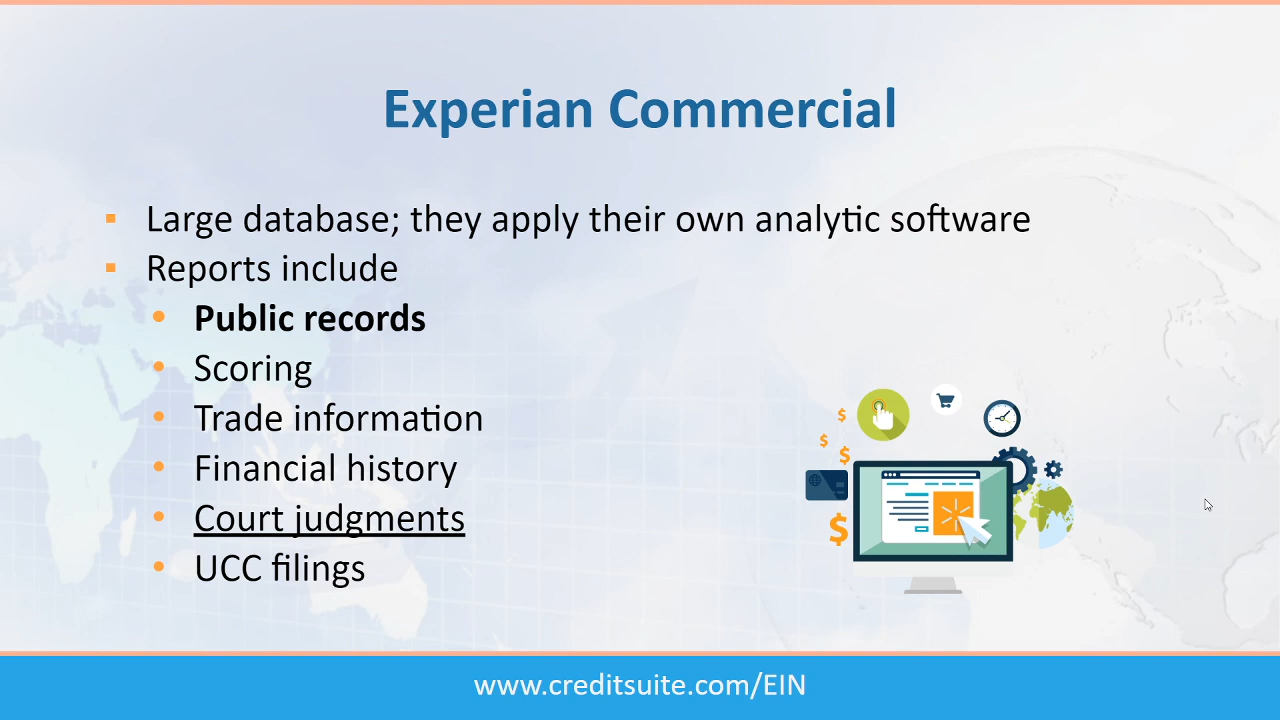 Experian Commercial
Large database; they apply their own analytic software
Reports include
Public records
Scoring
Trade information
Financial history
Court judgments
UCC filings
$
$
$
$
www.creditsuite.com/EIN